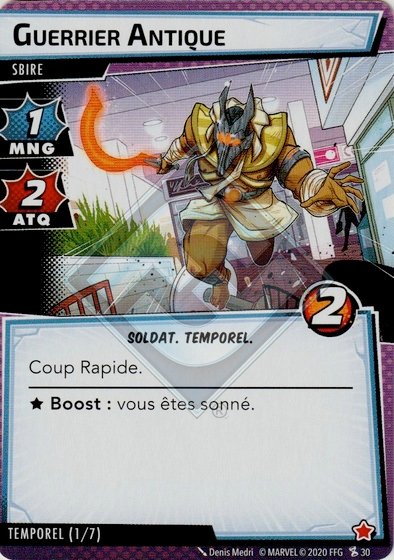 Guerrier Antique
SBIRE
1
MNG
2
ATQ
2
SOLDAT. TEMPOREL.
Coup Rapide.
★ Boost : vous êtes sonné.
®
TEMPOREL (1/7)
Denis Medri © MARVEL © 2020 FFG 30